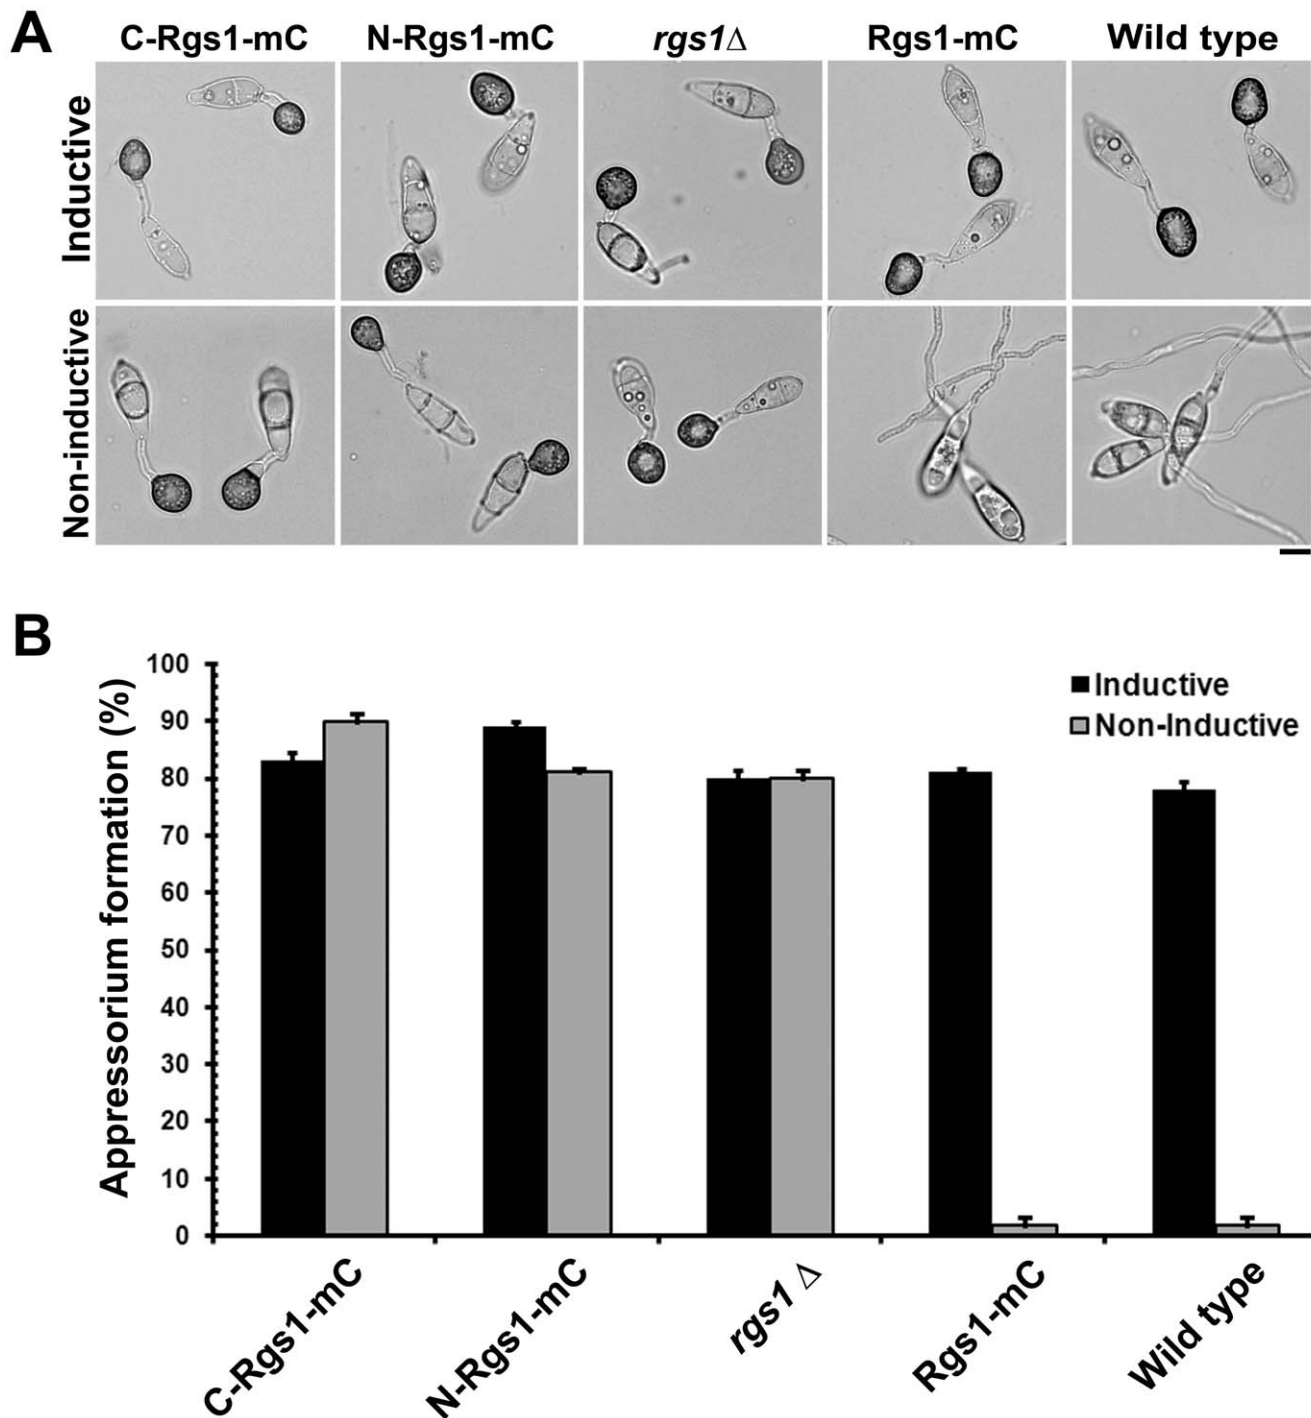 A
C-Rgs1-mC N-Rgs1-mC rgs1Δ Rgs1-mC Wild type
Inductive
Non-inductive
B
Appressorium formation (%)
100
90
80
70
60
50
40
30
20
10
0
Inductive
Non-Inductive
C-Rgs1-mC N-Rgs1-mC rgs1 Δ Rgs1-mC Wild type